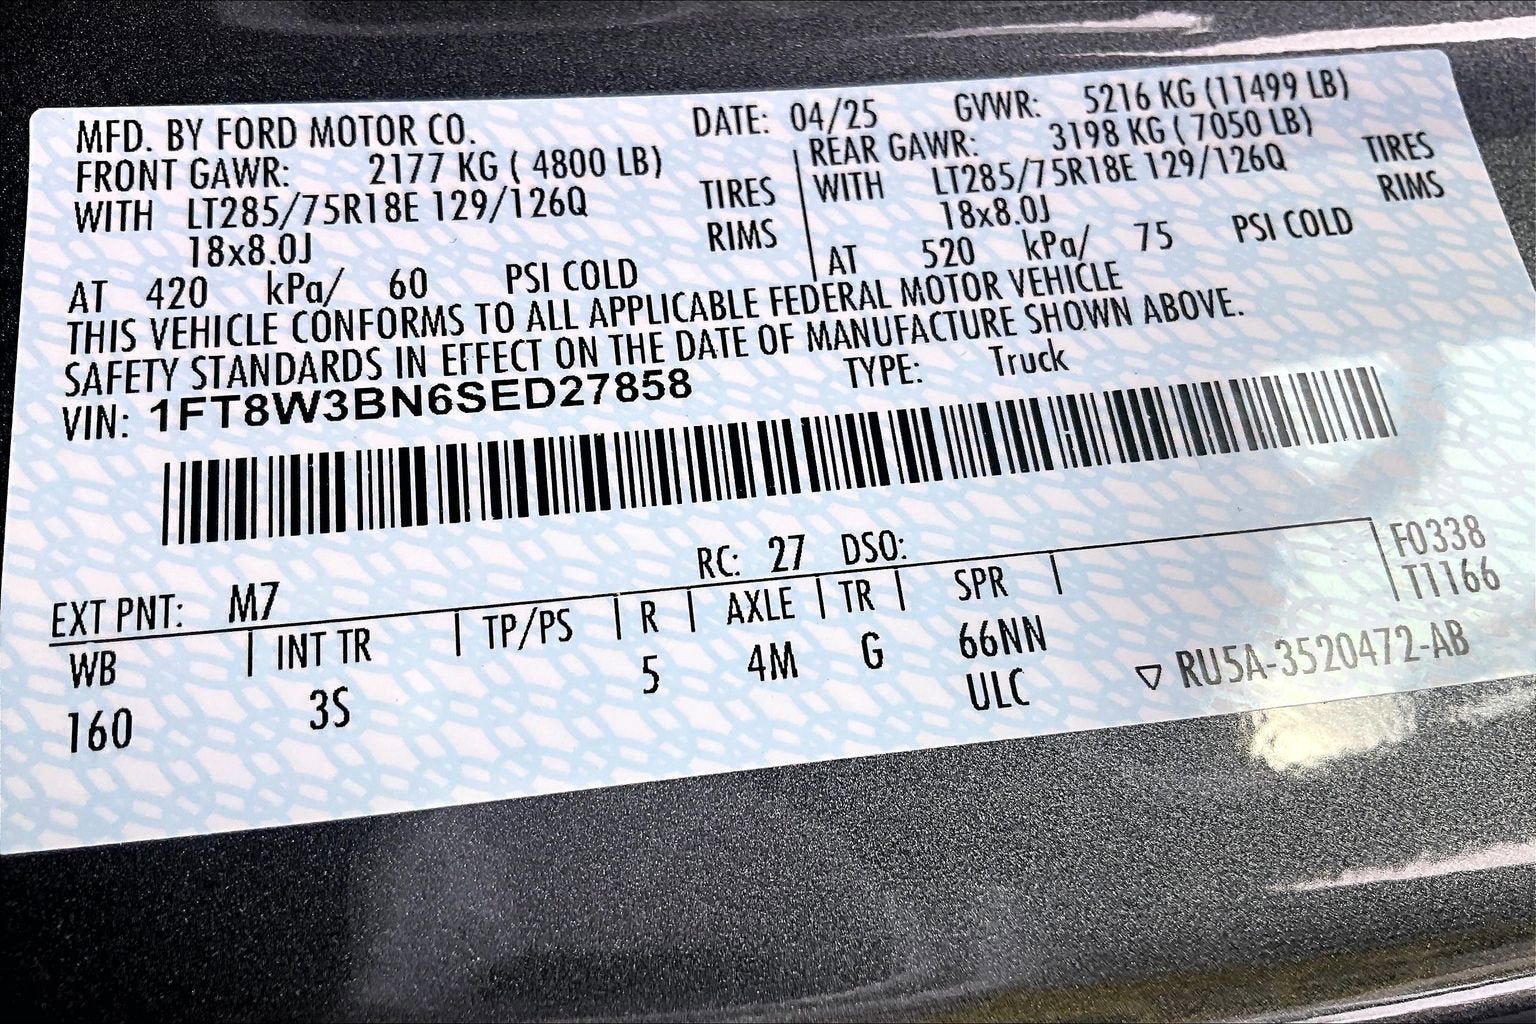 MFD. BY FORD MOTOR CO. DATE: 04/25 GVWR: 5216 KG (11499 LB)
FRONT GAWR: 2177 KG ( 4800 LB) REAR GAWR: 3198 KG ( 7050 LB)
WITH LT285/75R18E 129/126Q TIRES WITH LT285/75R18E 129/126Q TIRES
18x8.0J RIMS 18x8.0J RIMS
AT 420 kPa/ 60 PSI COLD AT 520 kPa/ 75 PSI COLD
THIS VEHICLE CONFORMS TO ALL APPLICABLE FEDERAL MOTOR VEHICLE
SAFETY STANDARDS IN EFFECT ON THE DATE OF MANUFACTURE SHOWN ABOVE.
VIN: 1FT8W3BN6SED27858 TYPE: Truck
EXT PNT: M7 RC: 27 DSO: F0338
WB INT TR TP/PS R AXLE TR SPR T1166
160 3S 5 4M G 66NN
ULC ▽ RU5A-3520472-AB